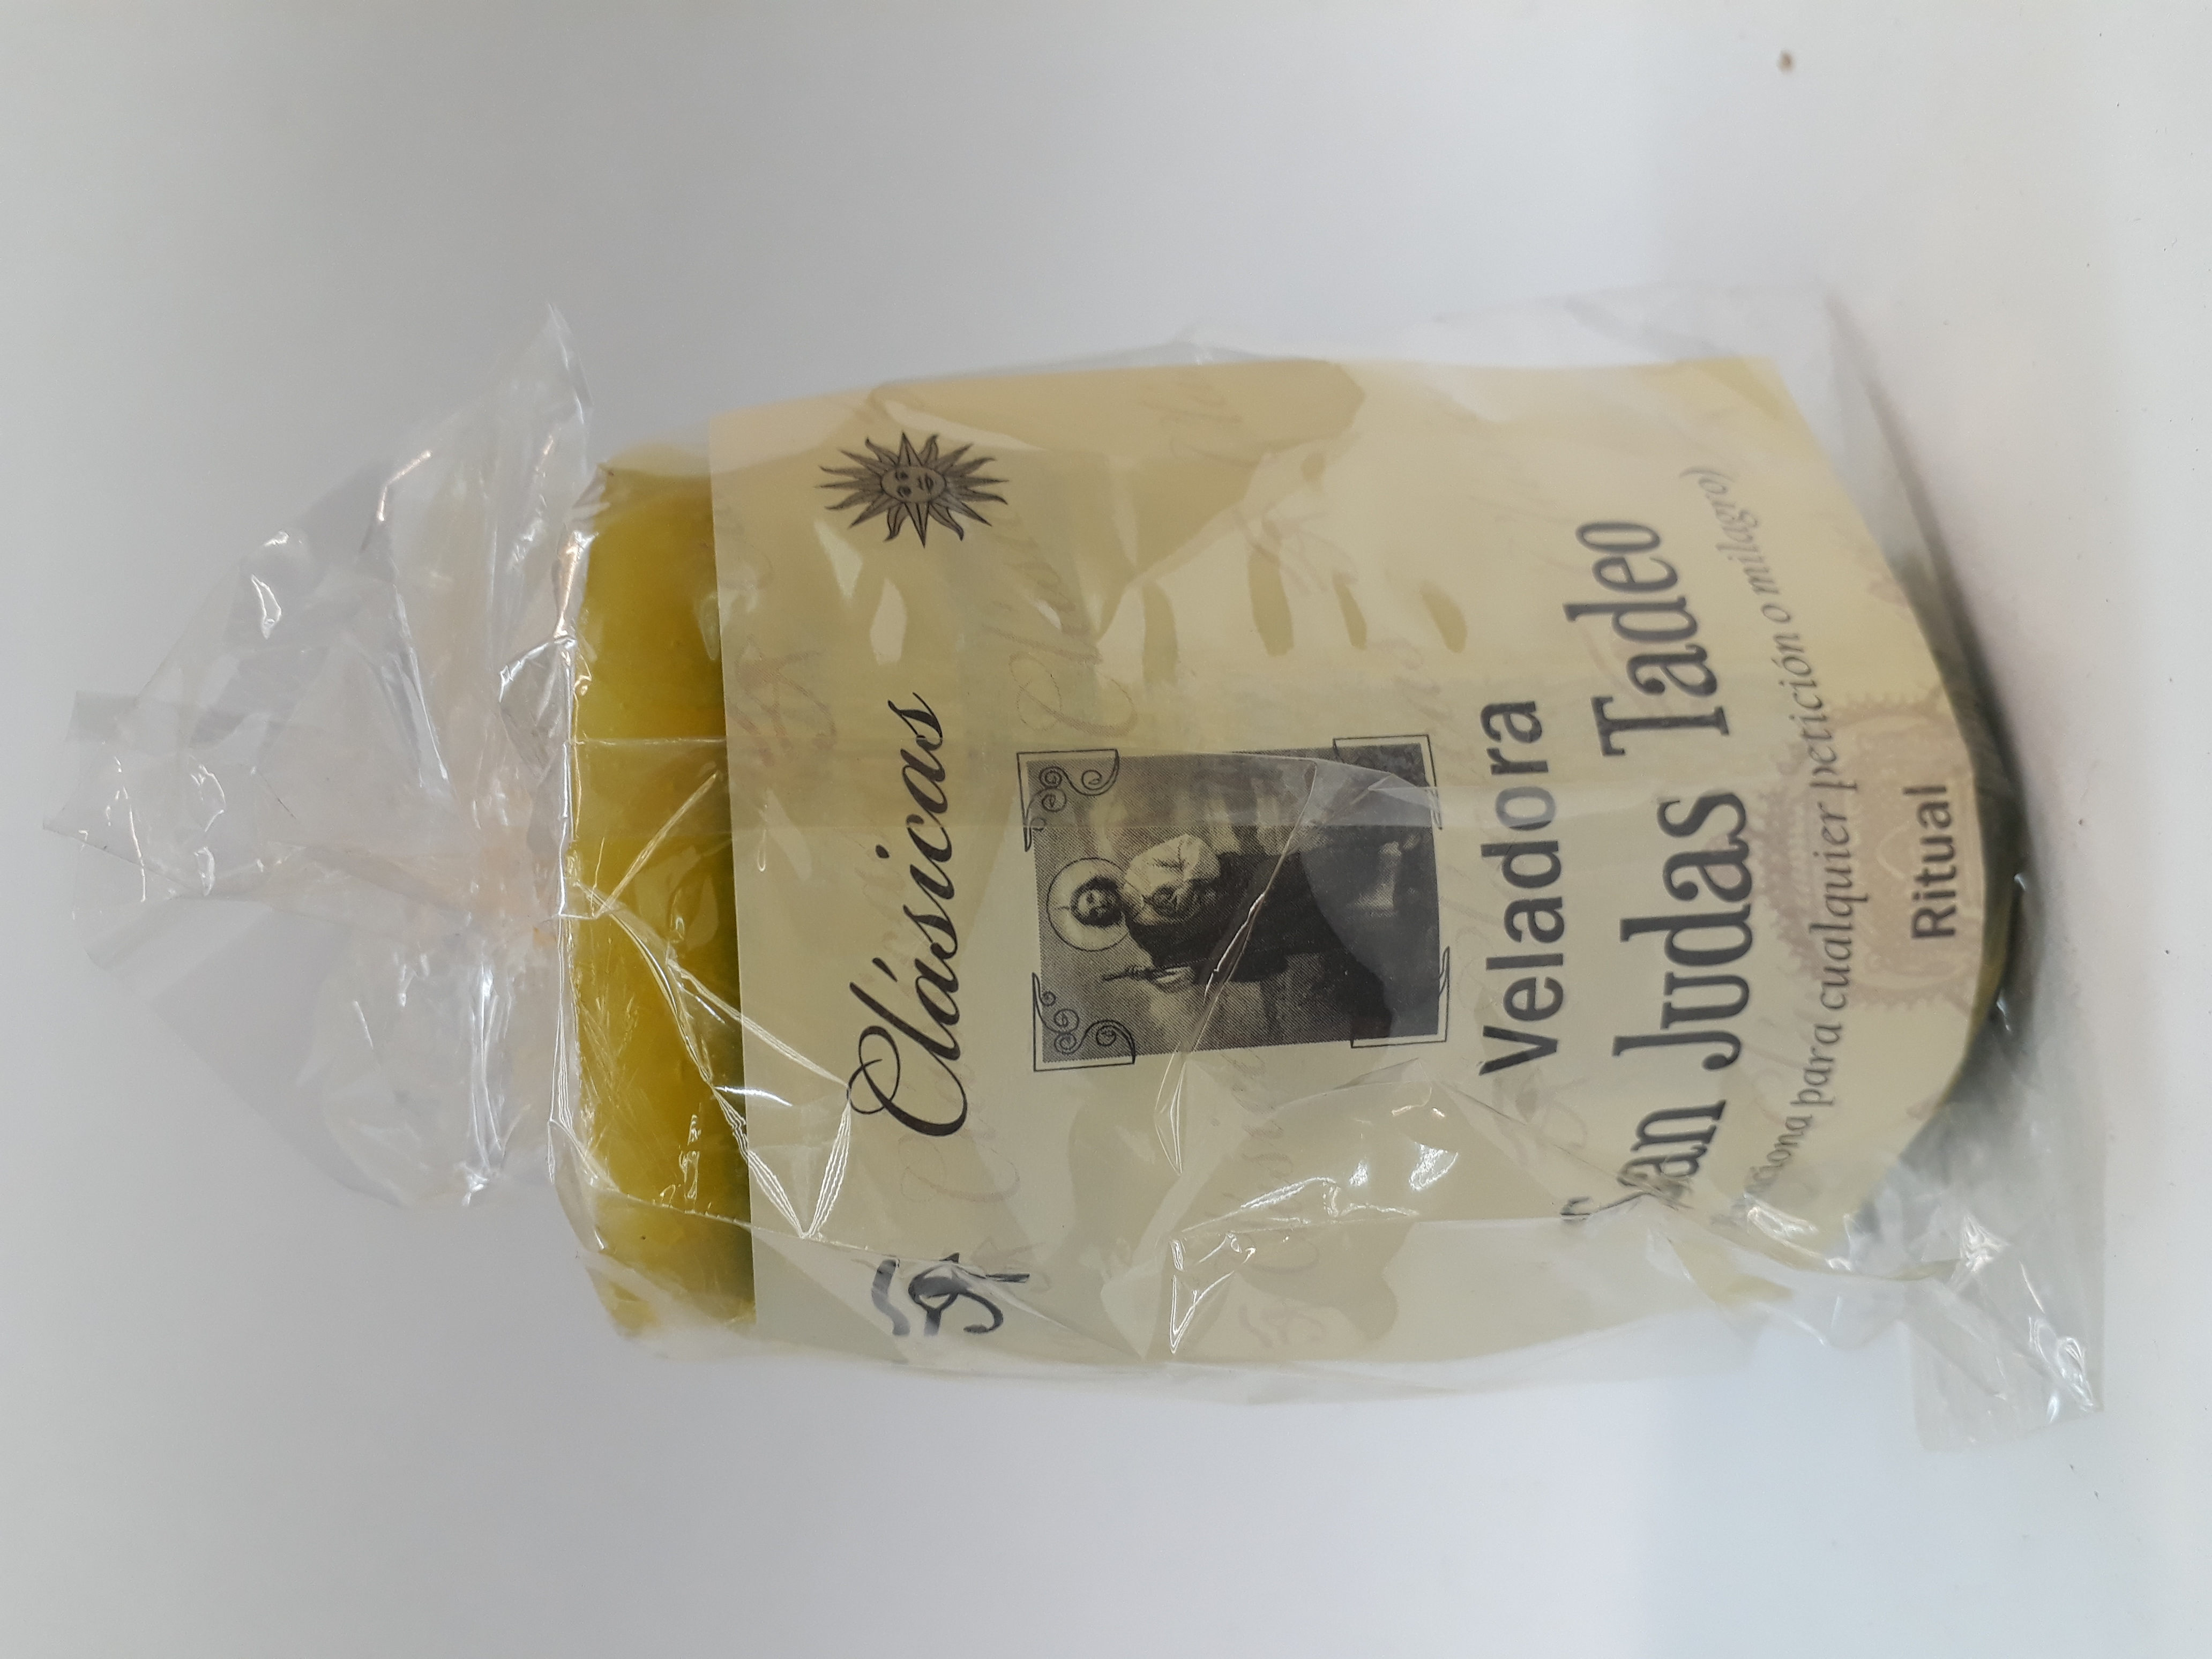 Clásicas
Veladora
San Judas Tadeo
para cualquier petición o milagro)
Ritual